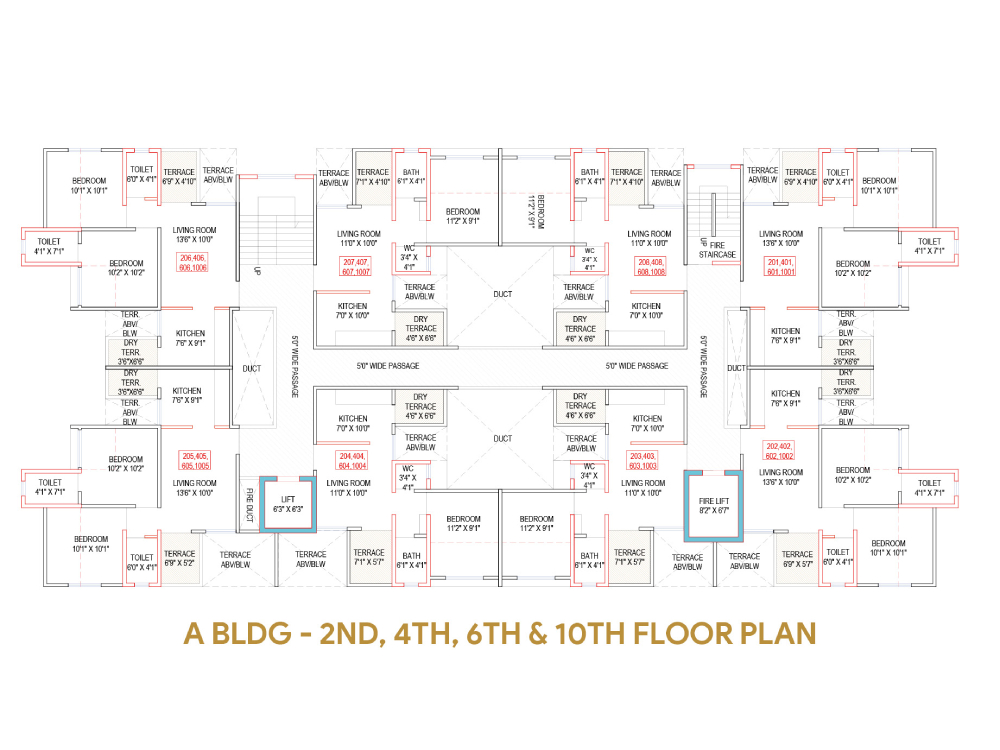 TOILET
6'0" X 4'1"
TERRACE
6'9" X 4'10"
TERRACE
ABV/BLW
BEDROOM
10'1" X 10'1"
TOILET
4'1" X 7'1"
BEDROOM
10'2" X 10'2"
LIVING ROOM
13'6" X 10'0"
206,406,
606,1006
TERR.
ABV/
BLW
KITCHEN
7'6" X 9'1"
DRY
TERR.
3'6"X6'6"
UP
TERRACE
ABV/BLW
TERRACE
7'1" X 4'10"
BATH
6'1" X 4'1"
BEDROOM
11'2" X 9'1"
LIVING ROOM
11'0" X 10'0"
207,407,
607,1007
WC
3'4" X
4'1"
TERRACE
ABV/BLW
KITCHEN
7'0" X 10'0"
DRY
TERRACE
4'6" X 6'6"
DUCT
BEDROOM
11'2" X 9'1"
BATH
6'1" X 4'1"
TERRACE
7'1" X 4'10"
TERRACE
ABV/BLW
LIVING ROOM
11'0" X 10'0"
208,408,
608,1008
WC
3'4" X
4'1"
TERRACE
ABV/BLW
KITCHEN
7'0" X 10'0"
DRY
TERRACE
4'6" X 6'6"
UP
FIRE
STAIRCASE
TERRACE
ABV/BLW
TERRACE
6'9" X 4'10"
TOILET
6'0" X 4'1"
BEDROOM
10'1" X 10'1"
LIVING ROOM
13'6" X 10'0"
201,401,
601,1001
TOILET
4'1" X 7'1"
BEDROOM
10'2" X 10'2"
TERR.
ABV/
BLW
KITCHEN
7'6" X 9'1"
DRY
TERR.
3'6"X6'6"
DUCT
5'0" WIDE PASSAGE
5'0" WIDE PASSAGE
5'0" WIDE PASSAGE
5'0" WIDE PASSAGE
DUCT
DRY
TERR.
3'6"X6'6"
KITCHEN
7'6" X 9'1"
TERR.
ABV/
BLW
BEDROOM
10'2" X 10'2"
205,405,
605,1005
LIVING ROOM
13'6" X 10'0"
TOILET
4'1" X 7'1"
BEDROOM
10'1" X 10'1"
TOILET
6'0" X 4'1"
TERRACE
6'9" X 5'2"
TERRACE
ABV/BLW
FIRE DUCT
LIFT
6'3" X 6'3"
KITCHEN
7'0" X 10'0"
DRY
TERRACE
4'6" X 6'6"
TERRACE
ABV/BLW
204,404,
604,1004
WC
3'4" X
4'1"
LIVING ROOM
11'0" X 10'0"
BEDROOM
11'2" X 9'1"
TERRACE
ABV/BLW
TERRACE
7'1" X 5'7"
BATH
6'1" X 4'1"
DUCT
DRY
TERRACE
4'6" X 6'6"
KITCHEN
7'0" X 10'0"
TERRACE
ABV/BLW
203,403,
603,1003
WC
3'4" X
4'1"
LIVING ROOM
11'0" X 10'0"
BEDROOM
11'2" X 9'1"
BATH
6'1" X 4'1"
TERRACE
7'1" X 5'7"
TERRACE
ABV/BLW
FIRE LIFT
8'2" X 6'7"
DRY
TERR.
3'6"X6'6"
KITCHEN
7'6" X 9'1"
TERR.
ABV/
BLW
202,402,
602,1002
LIVING ROOM
13'6" X 10'0"
BEDROOM
10'2" X 10'2"
TOILET
4'1" X 7'1"
TERRACE
ABV/BLW
TERRACE
6'9" X 5'7"
TOILET
6'0" X 4'1"
BEDROOM
10'1" X 10'1"
A BLDG - 2ND, 4TH, 6TH & 10TH FLOOR PLAN